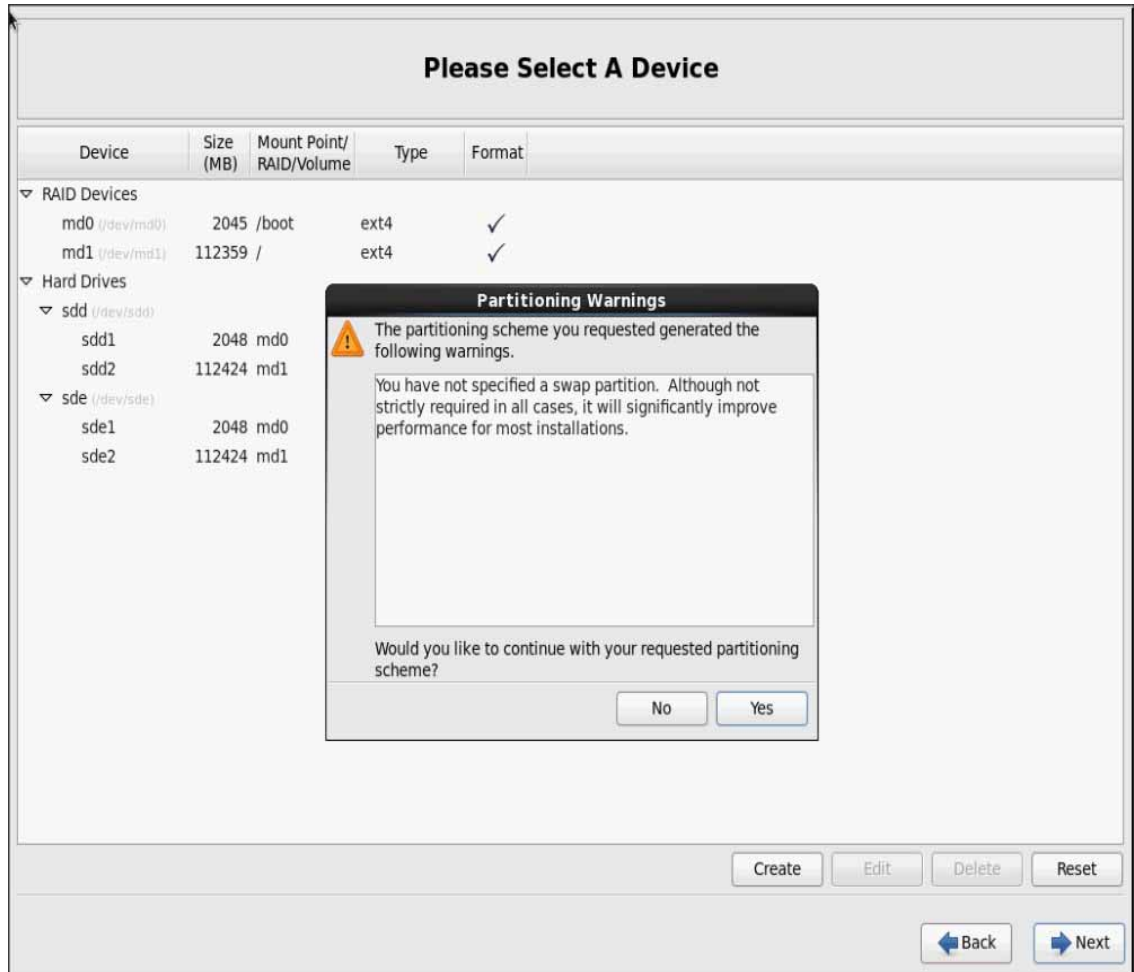 Please Select A Device
Device Size (MB) Mount Point/ RAID/Volume Type Format
RAID Devices
md0 (/dev/md0) 2045 /boot ext4
md1 (/dev/md1) 112359 / ext4
Hard Drives
sdd (/dev/sdd)
sdd1 2048 md0
sdd2 112424 md1
sde (/dev/sde)
sde1 2048 md0
sde2 112424 md1
Partitioning Warnings
The partitioning scheme you requested generated the
following warnings.
You have not specified a swap partition.  Although not
strictly required in all cases, it will significantly improve
performance for most installations.
Would you like to continue with your requested partitioning
scheme?
No Yes
Create Edit Delete Reset
Back Next